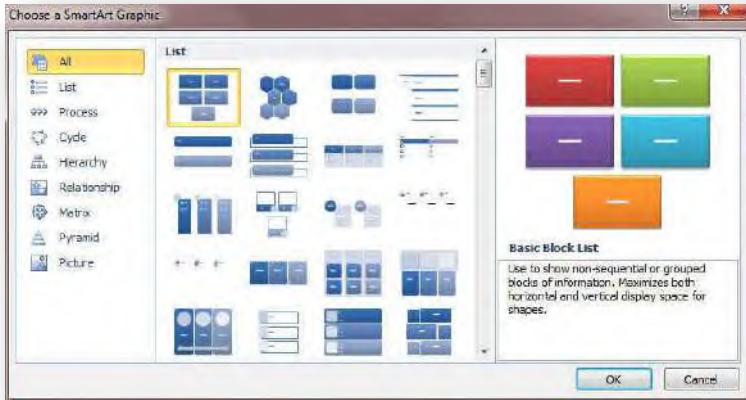 Choose a SmartArt Graphic
All
List
Process
Cycle
Hierarchy
Relationship
Matrix
Pyramid
Picture
List
Basic Block List
Use to show non-sequential or grouped
blocks of information. Maximizes both
horizontal and vertical display space for
shapes.
OK
Cancel